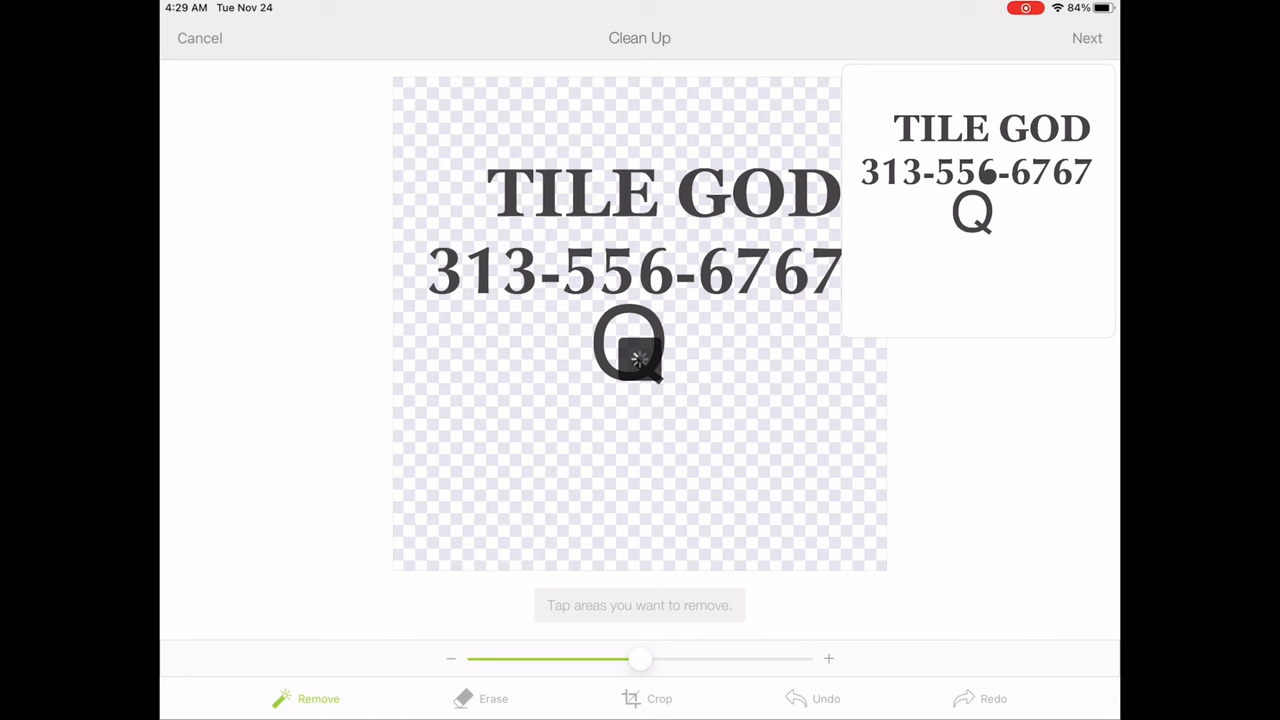 4:29 AM Tue Nov 24 84%
Cancel Clean Up Next
TILE GOD
313-556-6767
Q
TILE GOD
313-556-6767
Q
Tap areas you want to remove.
Remove Erase Crop Undo Redo